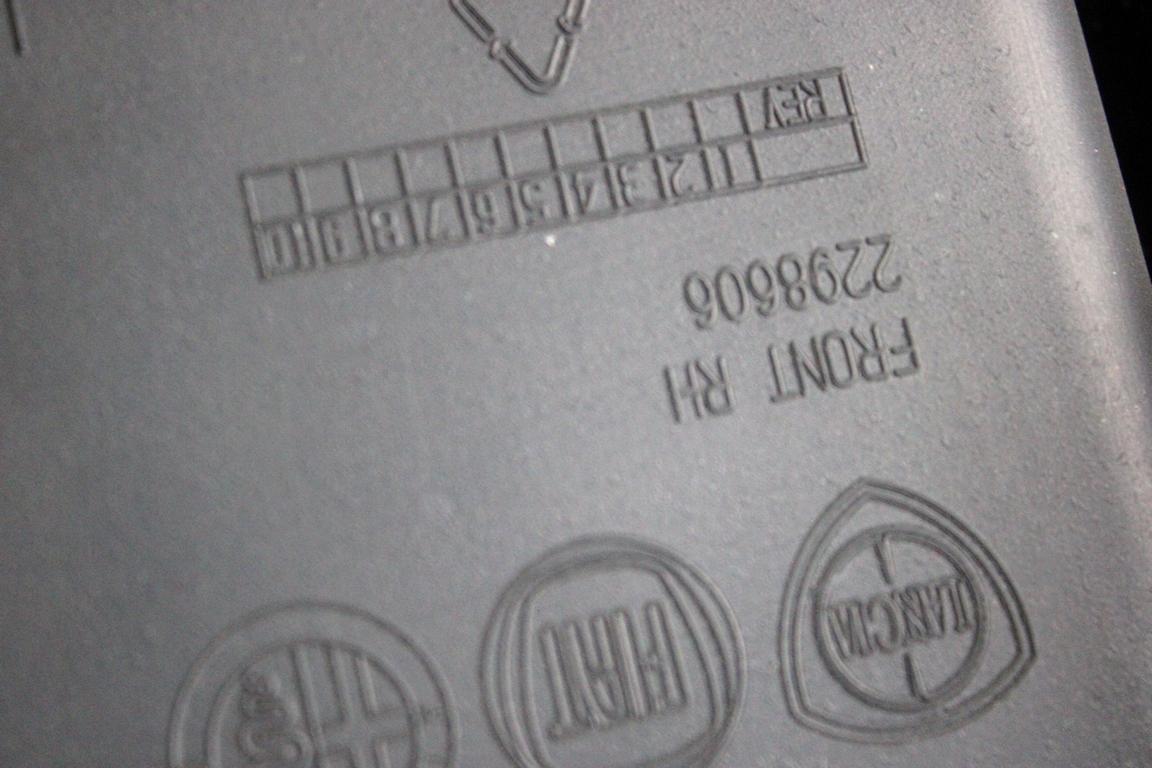 LANCIA
FIAT
FRONT RH
2298606
1 2 3 4 5 6 7 8 9 10
REV